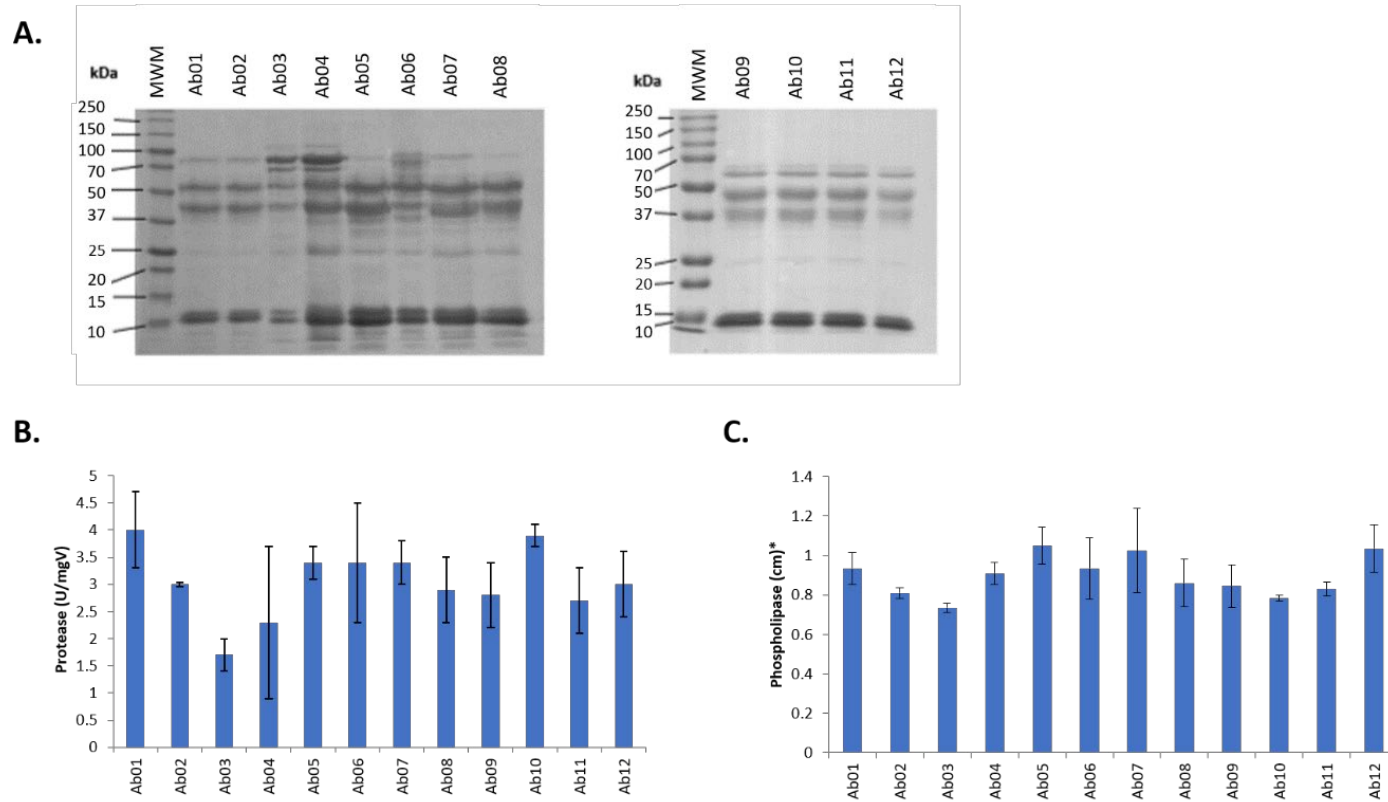 A.
kDa
MWM
Ab01
Ab02
Ab03
Ab04
Ab05
Ab06
Ab07
Ab08
250
150
100
70
50
37
25
20
15
10
kDa
MWM
Ab09
Ab10
Ab11
Ab12
250
150
100
70
50
37
25
20
15
10
B.
Protease (U/mgV)
5
4.5
4
3.5
3
2.5
2
1.5
1
0.5
0
Ab01
Ab02
Ab03
Ab04
Ab05
Ab06
Ab07
Ab08
Ab09
Ab10
Ab11
Ab12
C.
Phospholipase (cm)*
1.4
1.2
1
0.8
0.6
0.4
0.2
0
Ab01
Ab02
Ab03
Ab04
Ab05
Ab06
Ab07
Ab08
Ab09
Ab10
Ab11
Ab12